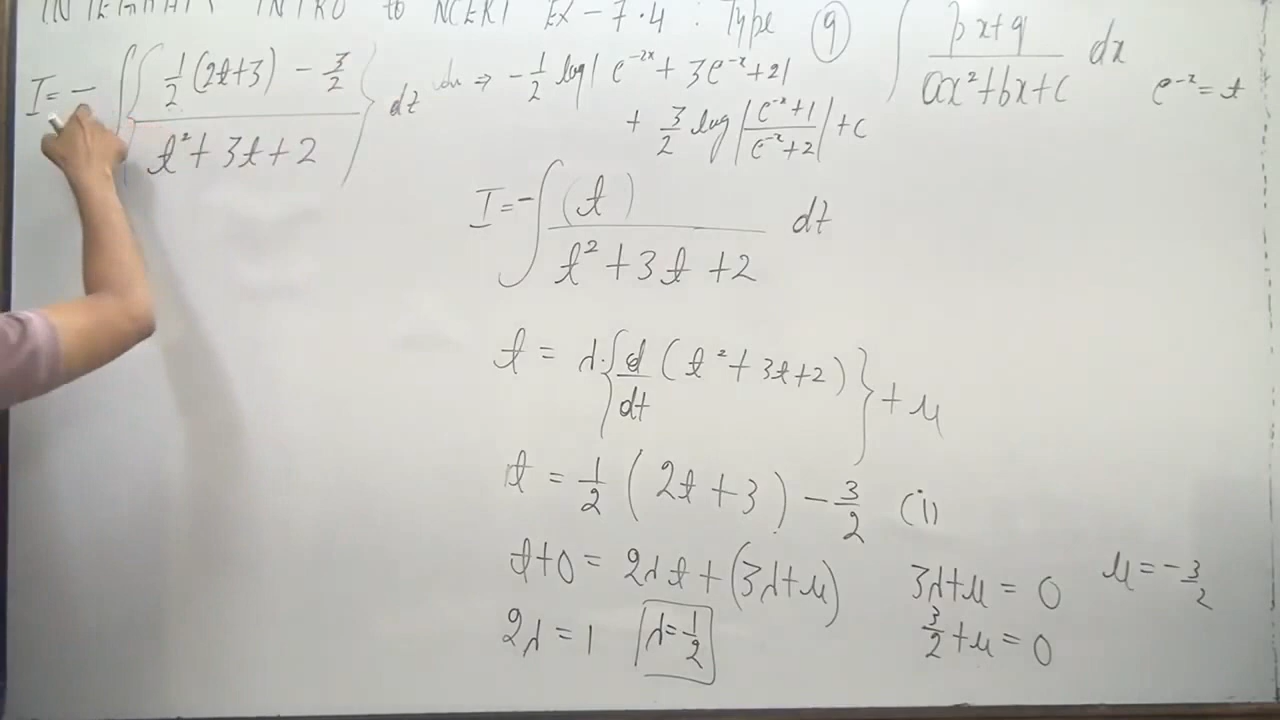 INTRO to NCERT EX-7.4 : Type ⑨ ∫ (px+q)/(ax²+bx+c) dx
e^{-x} = t
I = - ∫ { (1/2 (2t+3) - 3/2) / (t²+3t+2) } dt
⇒ -1/2 log| e^{-2x} + 3e^{-x} + 2|
+ 3/2 log |(e^{-x}+1)/(e^{-x}+2)| + c
I = - ∫ (t)/(t²+3t+2) dt
t = λ·{ d/dt (t²+3t+2) } + μ
t = 1/2 (2t+3) - 3/2 (i)
t+0 = 2λt + (3λ+μ)
3λ+μ = 0
μ = -3/2
2λ = 1
λ = 1/2
3/2 + μ = 0